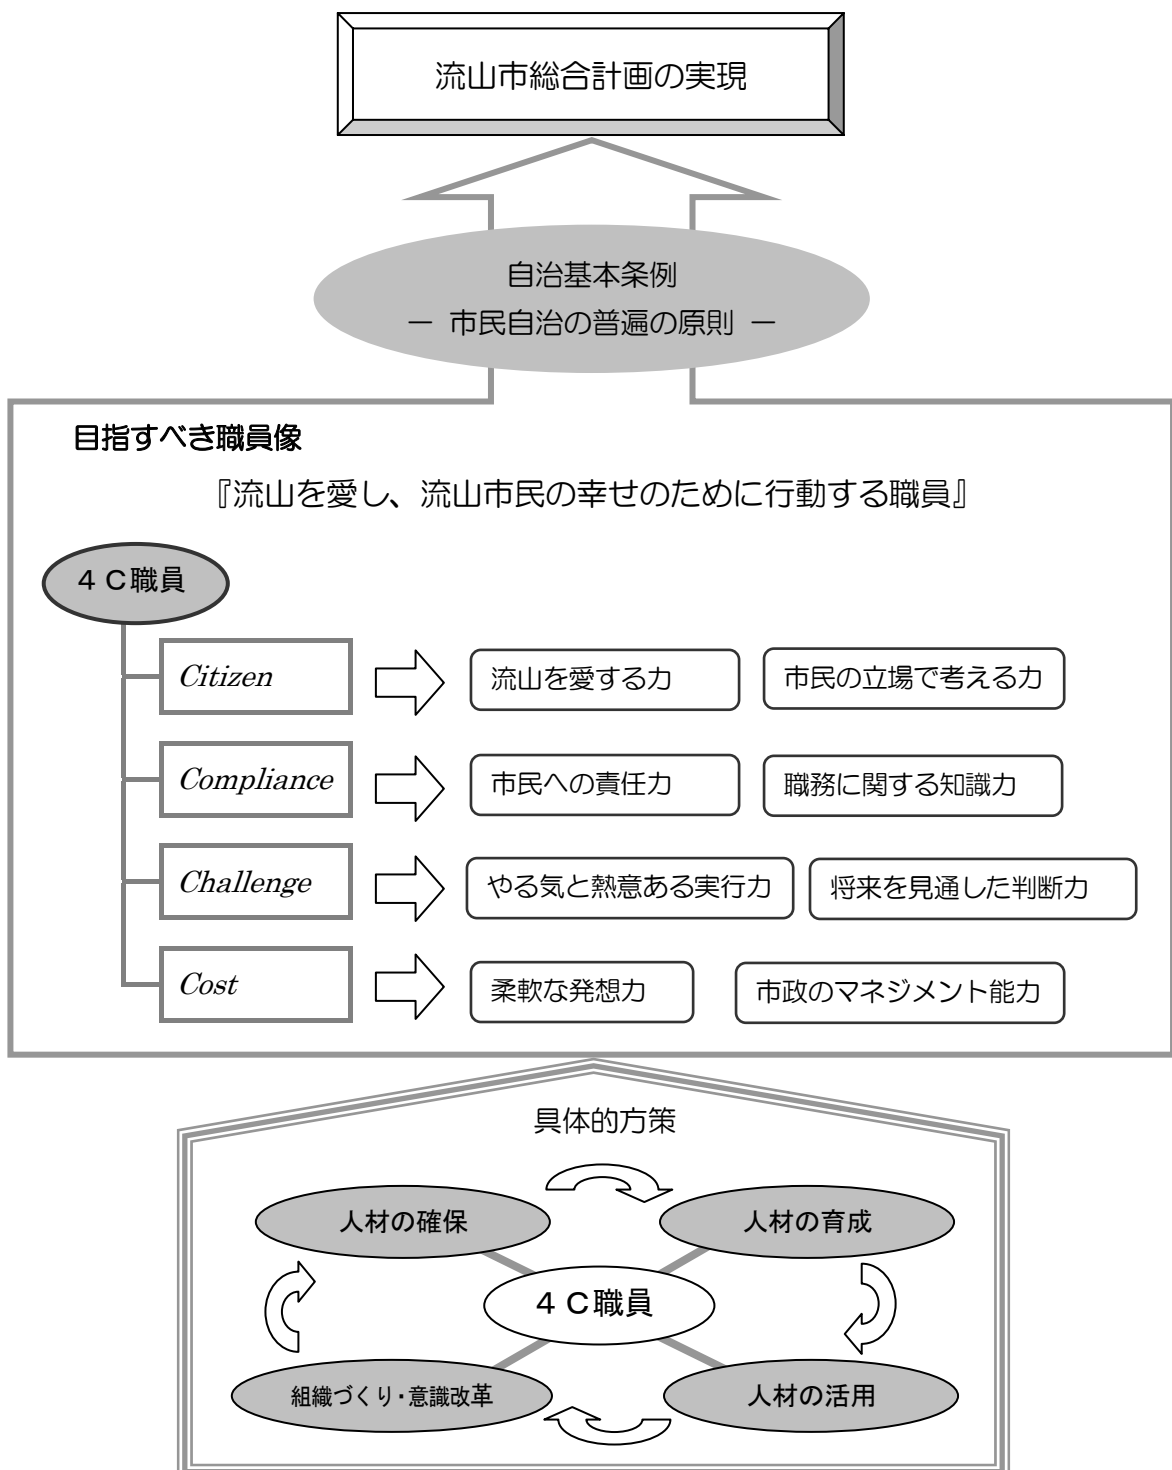 流山市総合計画の実現
自治基本条例
― 市民自治の普遍の原則 ―
目指すべき職員像
『流山を愛し、流山市民の幸せのために行動する職員』
４Ｃ職員
Citizen
流山を愛する力
市民の立場で考える力
Compliance
市民への責任力
職務に関する知識力
Challenge
やる気と熱意ある実行力
将来を見通した判断力
Cost
柔軟な発想力
市政のマネジメント能力
具体的方策
人材の確保
人材の育成
４Ｃ職員
組織づくり・意識改革
人材の活用